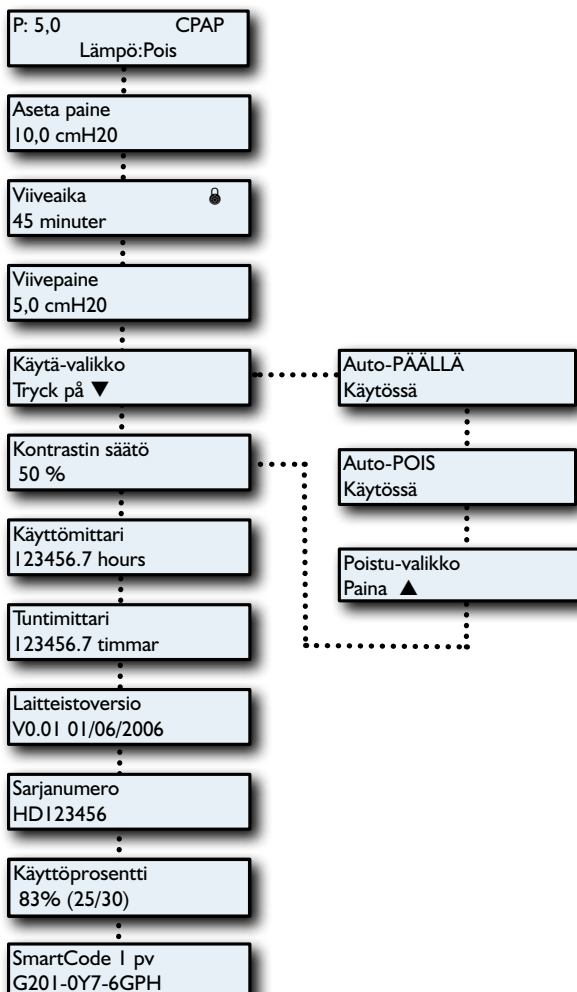 P: 5,0 CPAP
Lämpö:Pois
Aseta paine
10,0 cmH20
Viiveaika
45 minuter
Viivepaine
5,0 cmH20
Käytä-valikko
Tryck på ▼
Auto-PÄÄLLÄ
Käytössä
Kontrastin säätö
50 %
Auto-POIS
Käytössä
Käyttömittari
123456.7 hours
Poistu-valikko
Paina ▲
Tuntimittari
123456.7 timmar
Laitteistoversio
V0.01 01/06/2006
Sarjanumero
HD123456
Käyttöprosentti
83% (25/30)
SmartCode 1 pv
G201-0Y7-6GPH